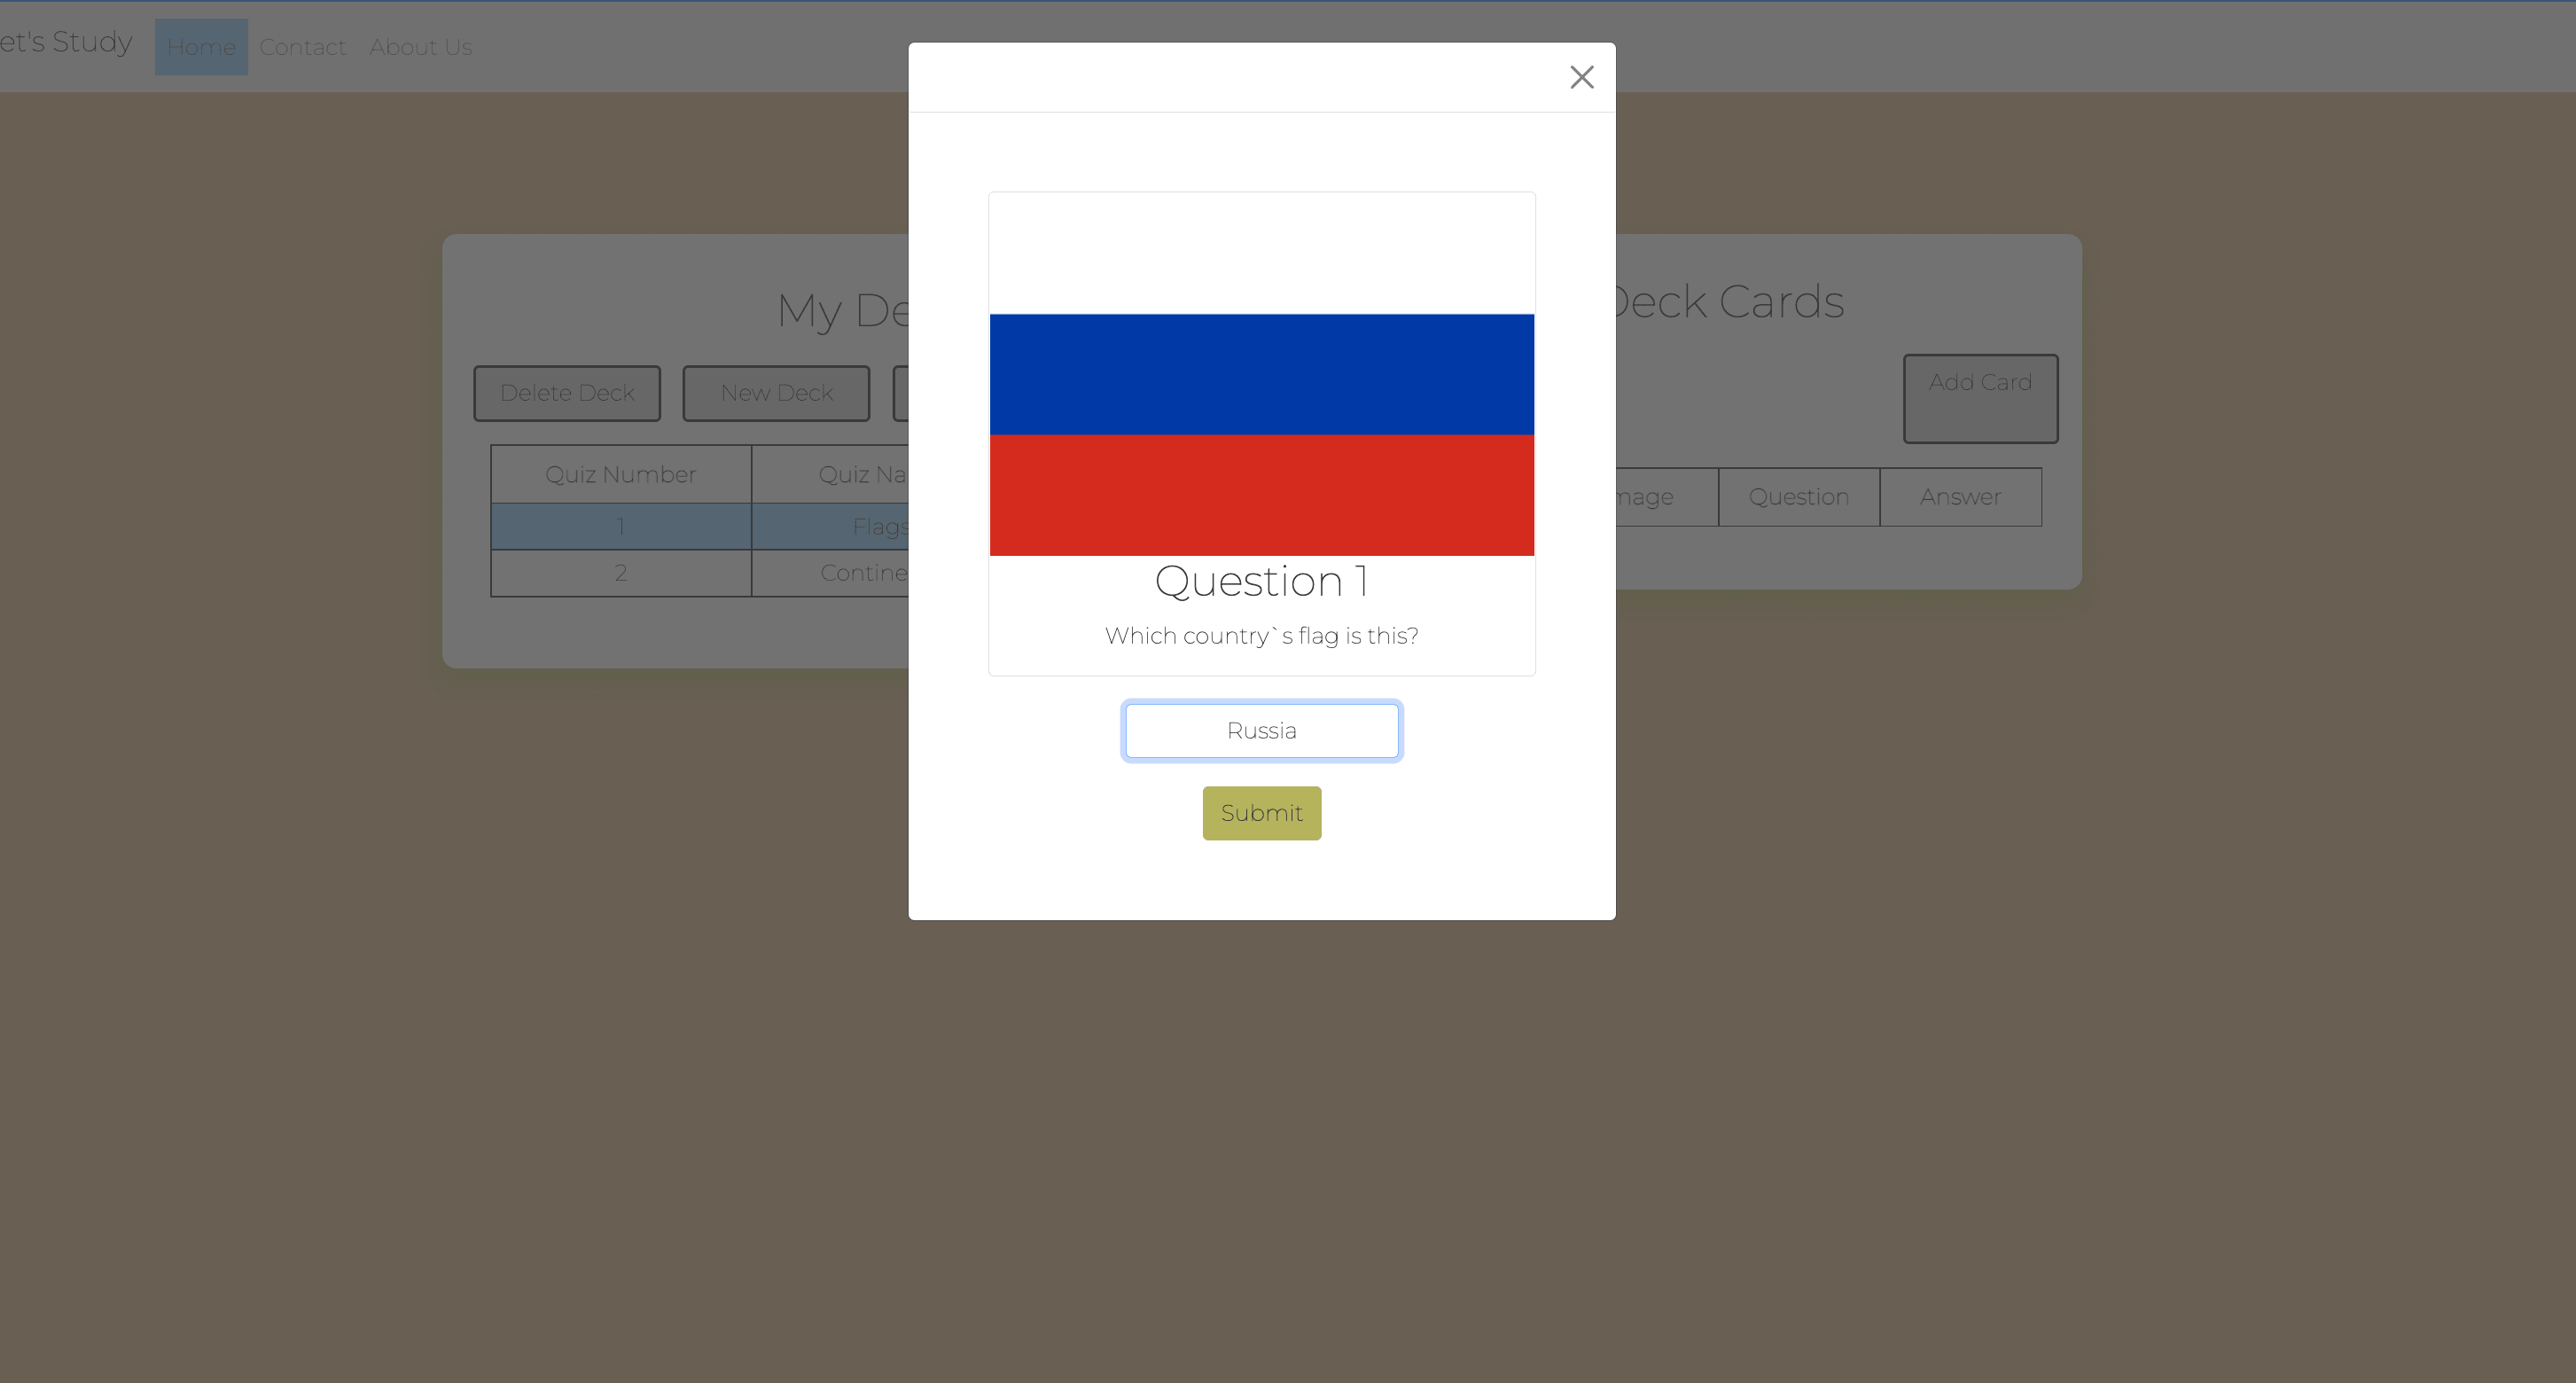 et's Study
Home
Contact
About Us
My De
Deck Cards
Delete Deck
New Deck
Add Card
Quiz Number
Quiz Na
1
Flags
2
Contine
mage
Question
Answer
Question 1
Which country`s flag is this?
Russia
Submit